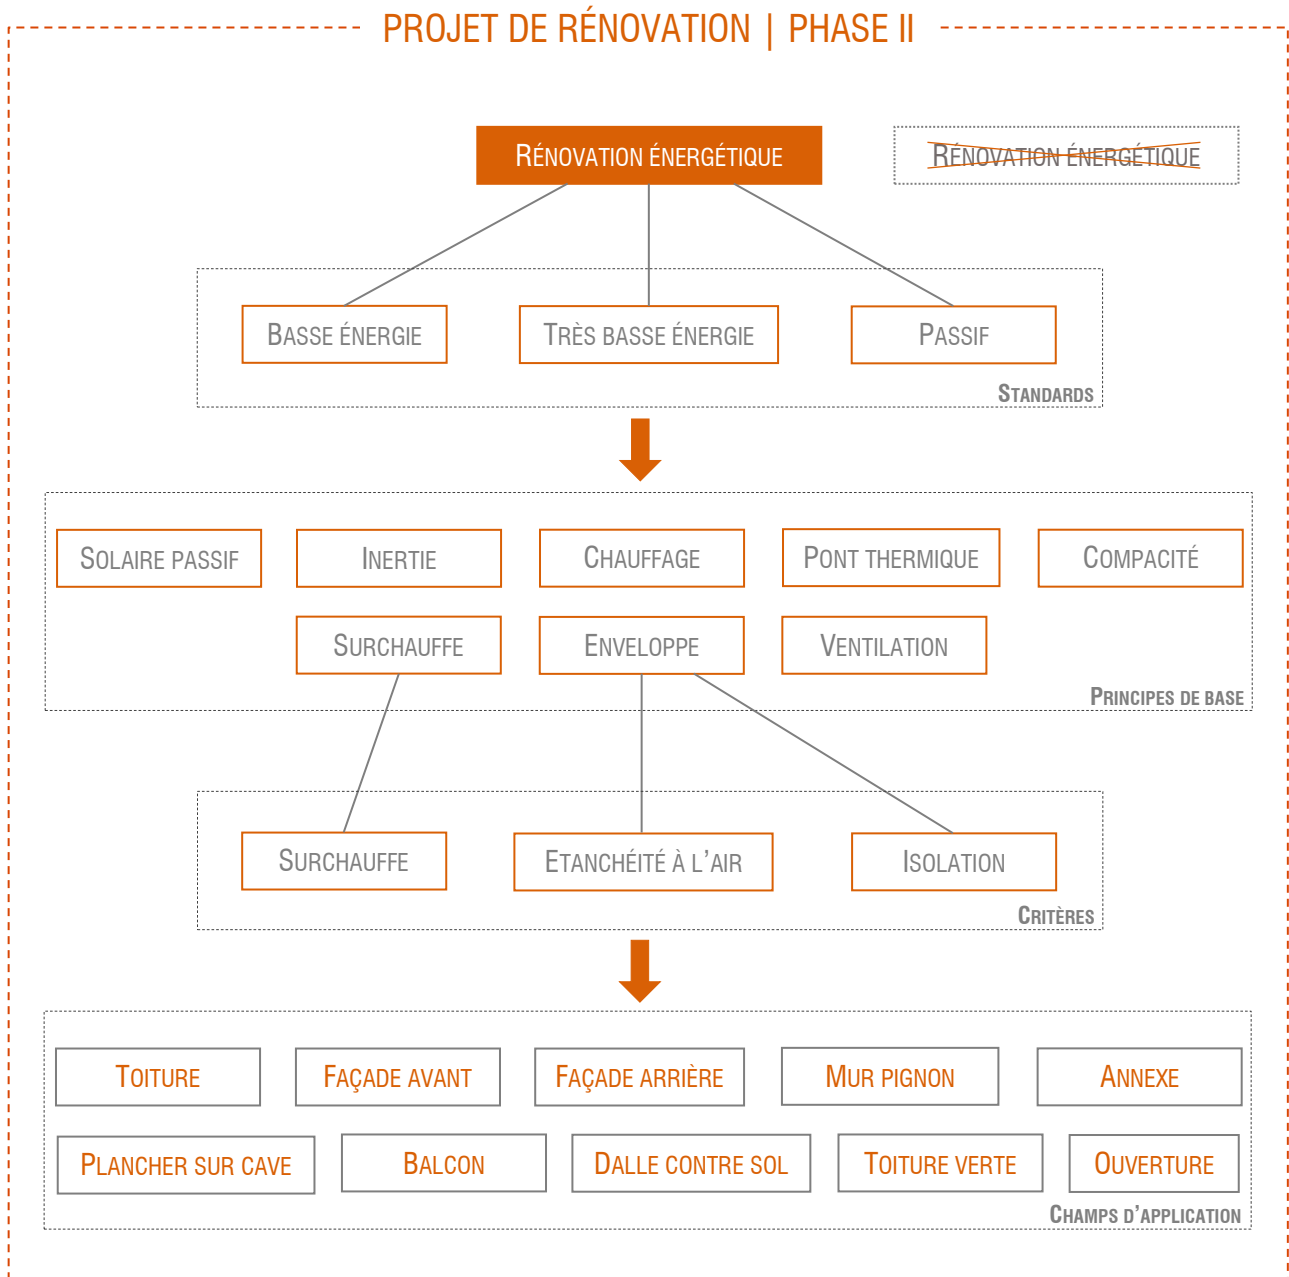 PROJET DE RÉNOVATION | PHASE II
RÉNOVATION ÉNERGÉTIQUE
RÉNOVATION ÉNERGÉTIQUE
BASSE ÉNERGIE
TRÈS BASSE ÉNERGIE
PASSIF
STANDARDS
SOLAIRE PASSIF
INERTIE
CHAUFFAGE
PONT THERMIQUE
COMPACITÉ
SURCHAUFFE
ENVELOPPE
VENTILATION
PRINCIPES DE BASE
SURCHAUFFE
ETANCHÉITÉ À L'AIR
ISOLATION
CRITÈRES
TOITURE
FAÇADE AVANT
FAÇADE ARRIÈRE
MUR PIGNON
ANNEXE
PLANCHER SUR CAVE
BALCON
DALLE CONTRE SOL
TOITURE VERTE
OUVERTURE
CHAMPS D'APPLICATION